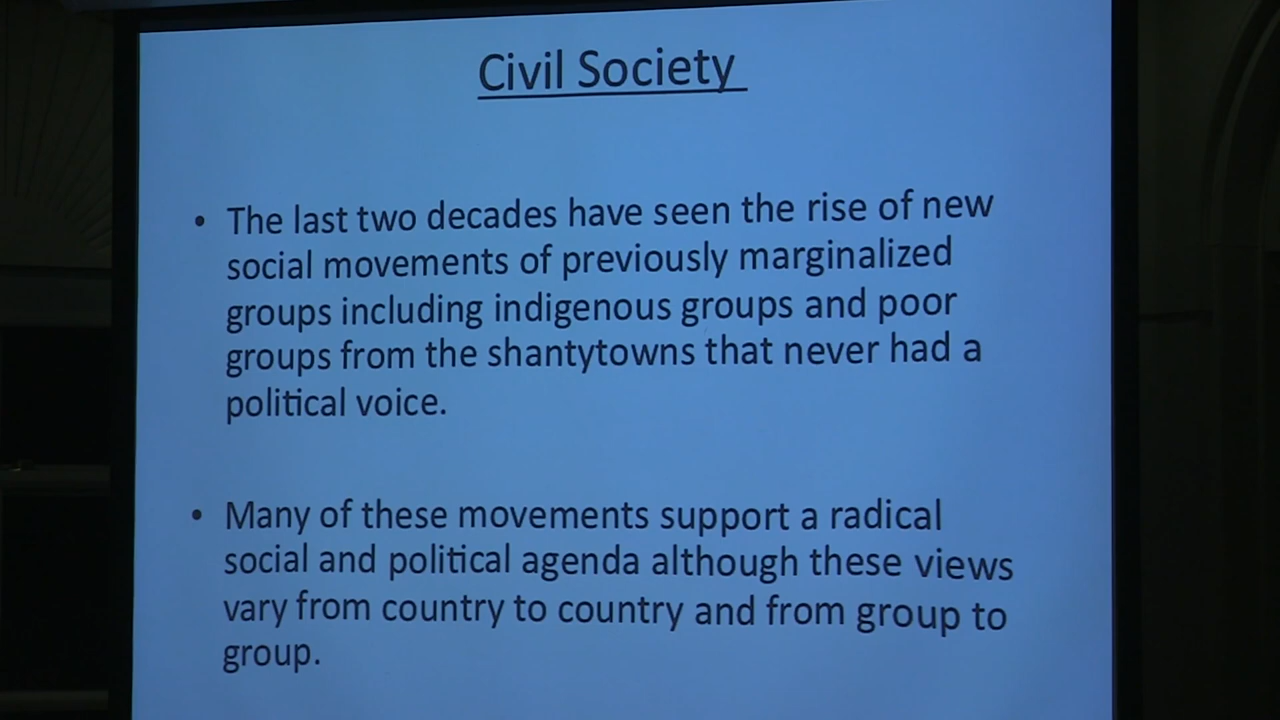 Civil Society
• The last two decades have seen the rise of new
social movements of previously marginalized
groups including indigenous groups and poor
groups from the shantytowns that never had a
political voice.
• Many of these movements support a radical
social and political agenda although these views
vary from country to country and from group to
group.